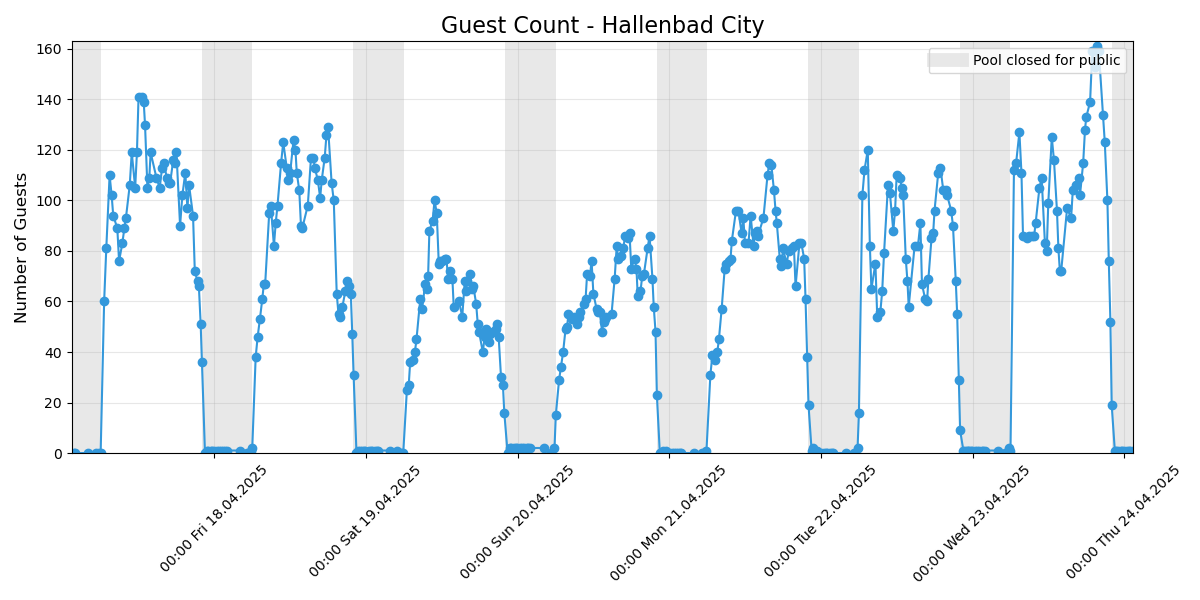 Guest Count - Hallenbad City
Pool closed for public
Number of Guests
160
140
120
100
80
60
40
20
0
00:00 Fri 18.04.2025
00:00 Sat 19.04.2025
00:00 Sun 20.04.2025
00:00 Mon 21.04.2025
00:00 Tue 22.04.2025
00:00 Wed 23.04.2025
00:00 Thu 24.04.2025